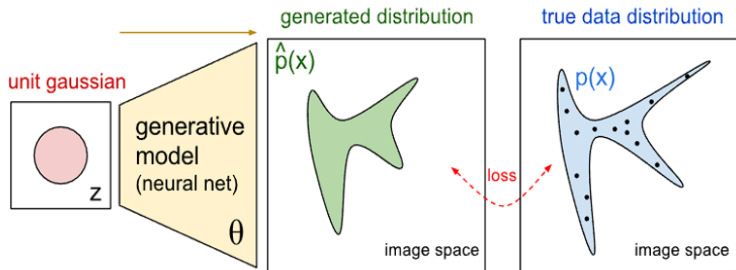 generated distribution
true data distribution
unit gaussian
z
generative
model
(neural net)
θ
p̂(x)
image space
loss
p(x)
image space